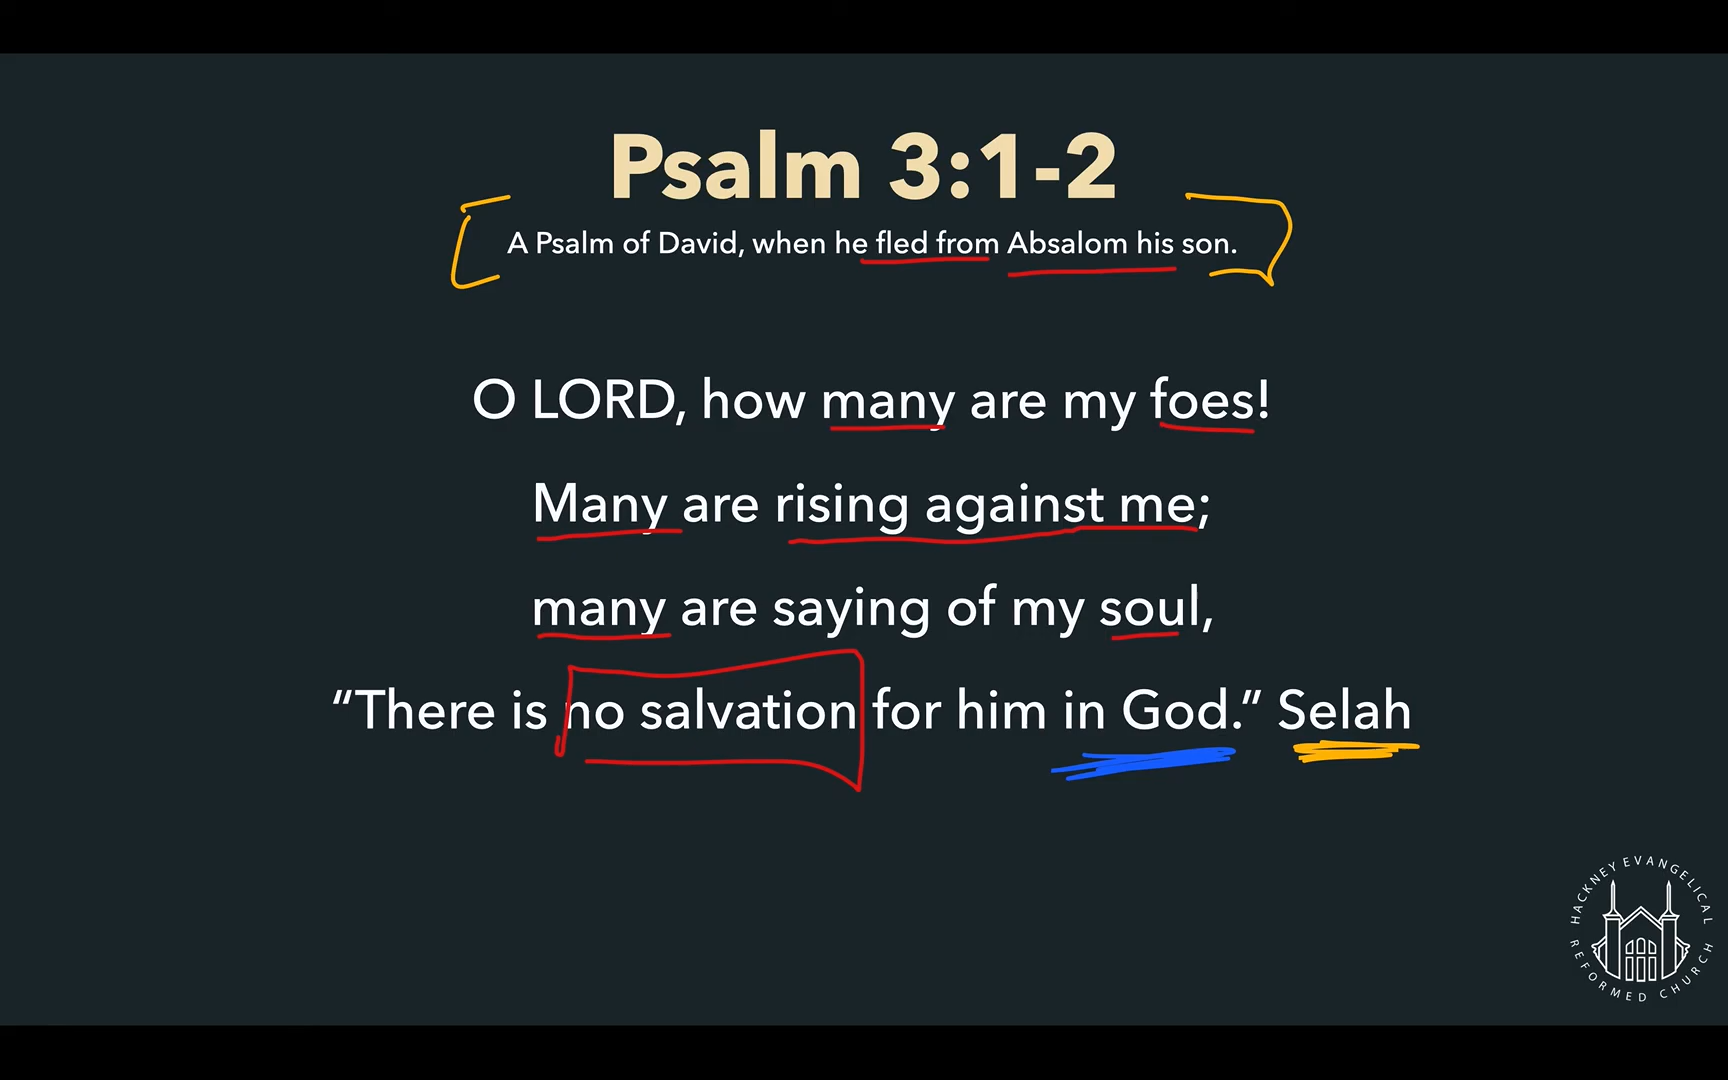 Psalm 3:1-2
A Psalm of David, when he fled from Absalom his son.
O LORD, how many are my foes!
Many are rising against me;
many are saying of my soul,
“There is no salvation for him in God.” Selah
HACKNEY EVANGELICAL
REFORMED CHURCH